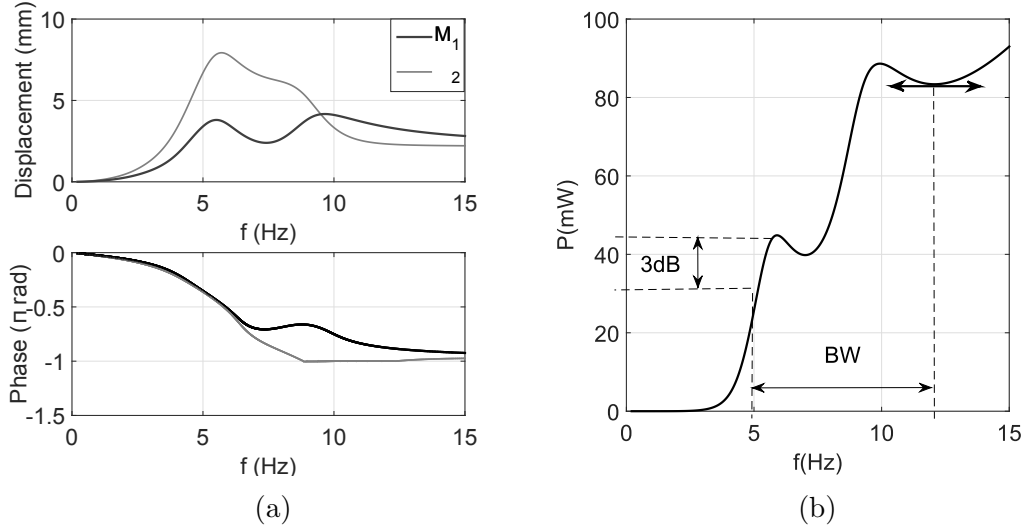 10
5
0
Displacement (mm)
M1
2
0 5 10 15
f (Hz)
0
-0.5
-1
-1.5
Phase (π rad)
0 5 10 15
f (Hz)
(a)
100
80
60
40
20
0
P(mW)
3dB
BW
0 5 10 15
f(Hz)
(b)